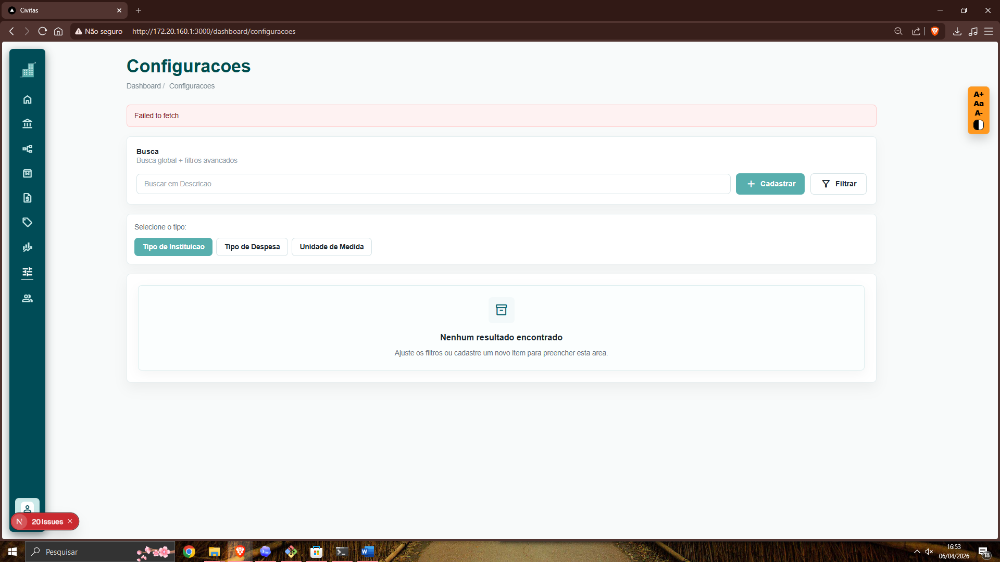 Civitas
Não seguro
http://172.20.160.1:3000/dashboard/configuracoes
Configuracoes
Dashboard / Configuracoes
A+
Aa
A-
Failed to fetch
Busca
Busca global + filtros avancados
Buscar em Descricao
Cadastrar
Filtrar
Selecione o tipo:
Tipo de Instituicao
Tipo de Despesa
Unidade de Medida
Nenhum resultado encontrado
Ajuste os filtros ou cadastre um novo item para preencher esta area.
N 20 Issues
Pesquisar
16:53
06/04/2026
18